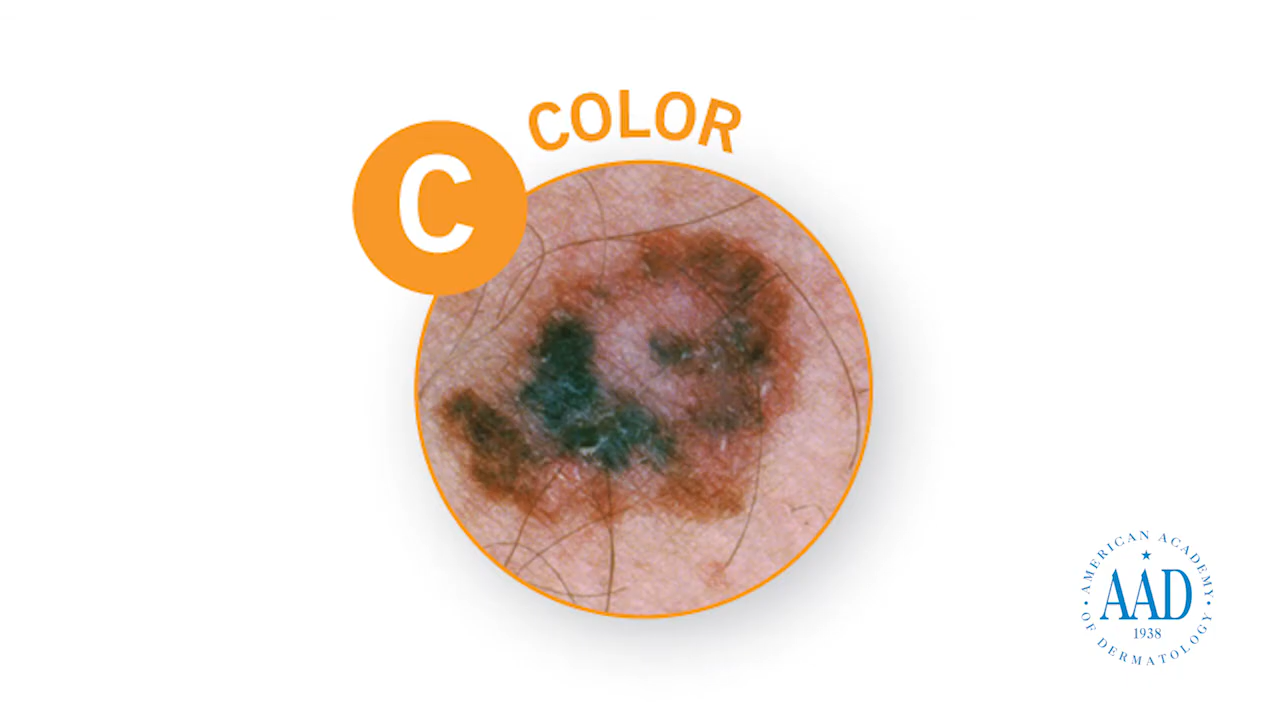 C
COLOR
AMERICAN ACADEMY
AAD
1938
OF DERMATOLOGY